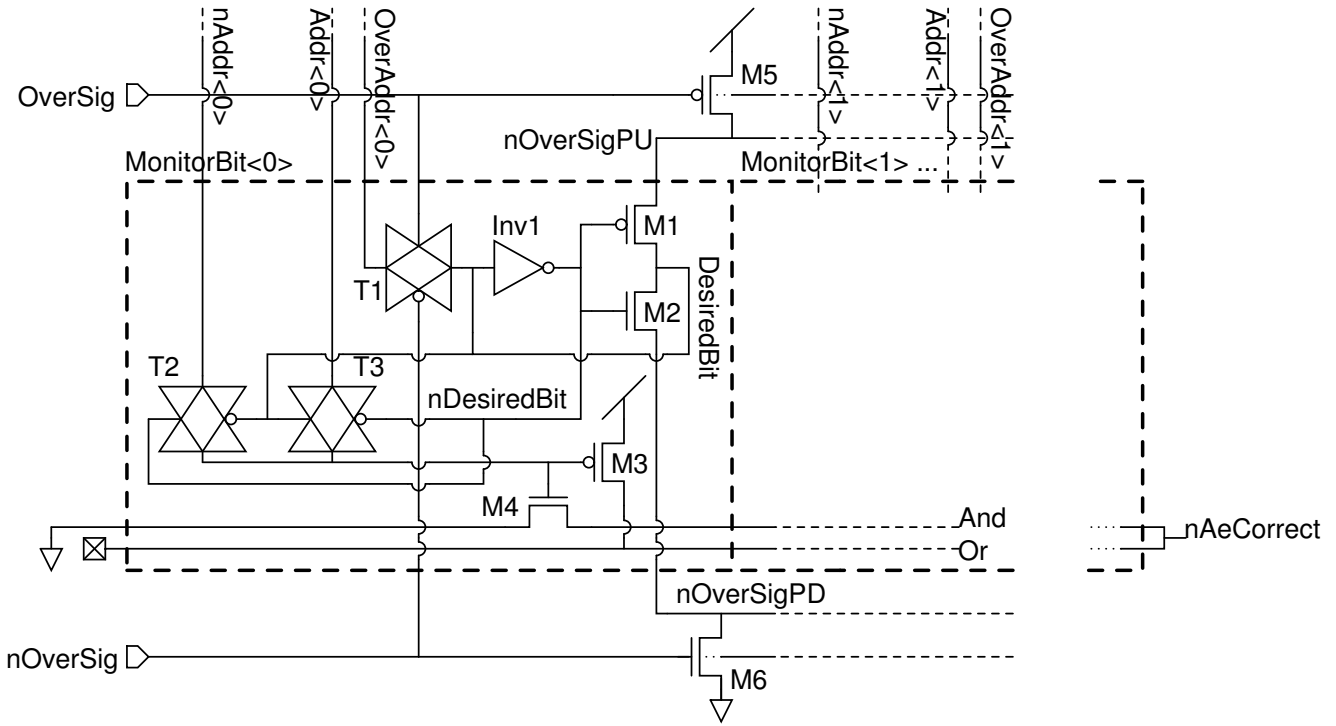 nAddr<0>
Addr<0>
OverAddr<0>
nAddr<1>
Addr<1>
OverAddr<1>
OverSig
M5
nOverSigPU
MonitorBit<0>
MonitorBit<1> ...
Inv1
M1
T1
M2
DesiredBit
T2
T3
nDesiredBit
M3
M4
And
Or
nAeCorrect
nOverSigPD
nOverSig
M6